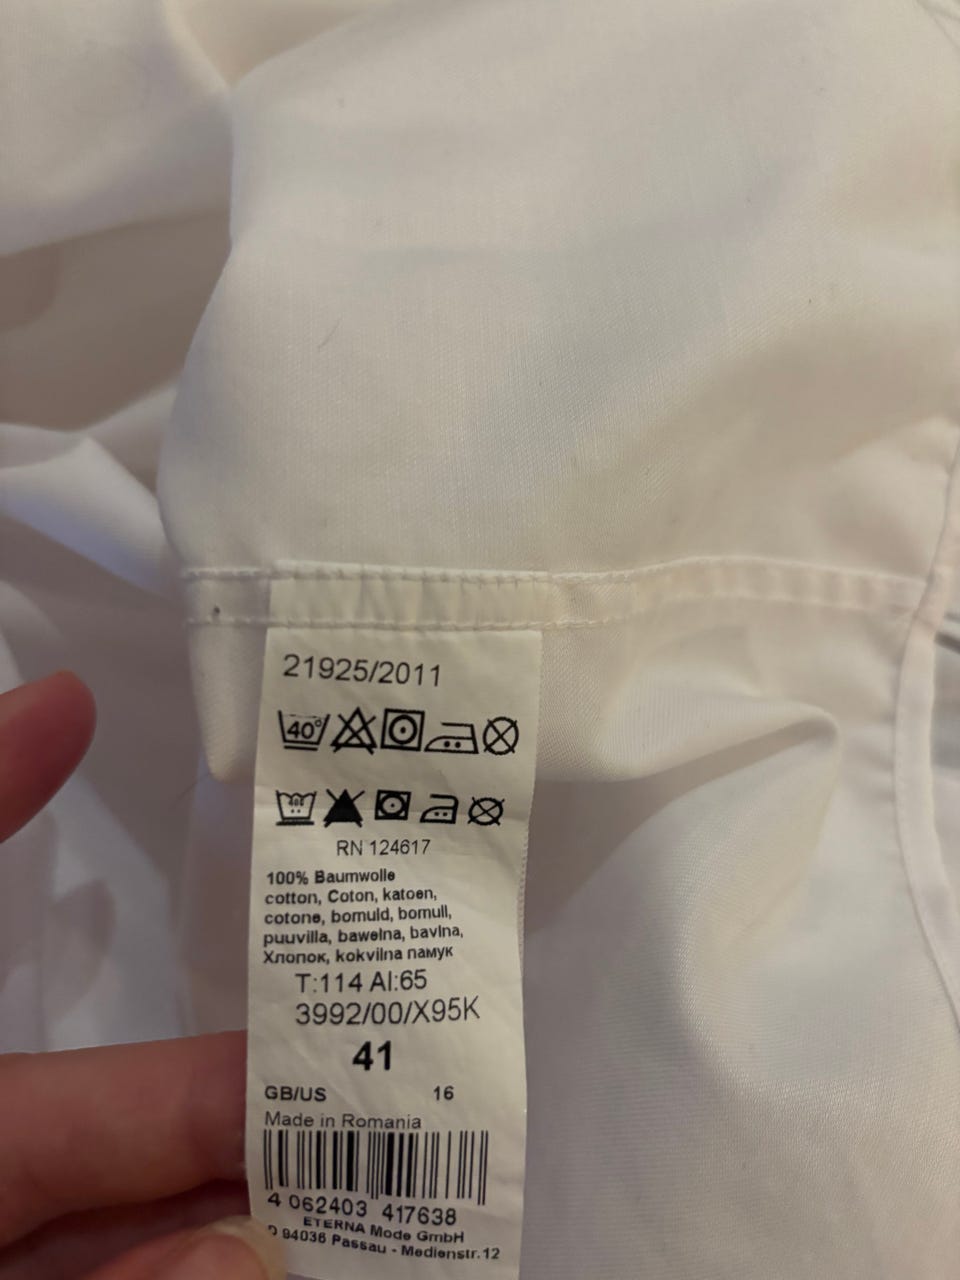 21925/2011
40°
RN 124617
100% Baumwolle
cotton, Coton, katoen,
cotone, bomuld, bomull,
puuvilla, bawelna, bavlna,
Хлопок, kokvilna памук
T:114 Al:65
3992/00/X95K
41
GB/US 16
Made in Romania
4 062403 417638
ETERNA Mode GmbH
D 94036 Passau - Medienstr. 12